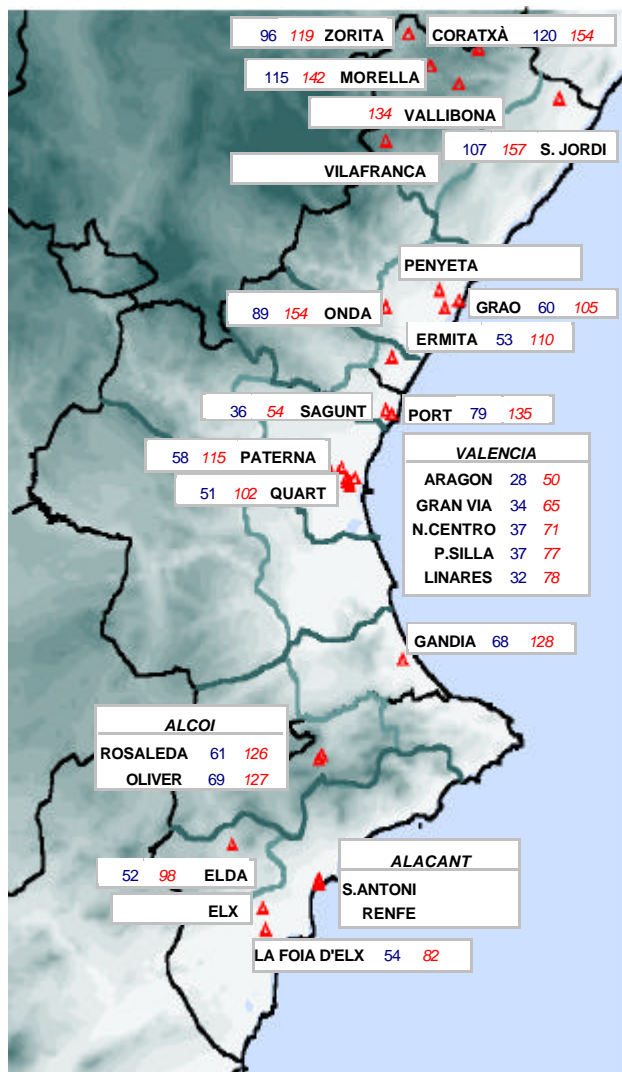 96 119 ZORITA
CORATXÀ 120 154
115 142 MORELLA
134 VALLIBONA
107 157 S. JORDI
VILAFRANCA
PENYETA
89 154 ONDA
GRAO 60 105
ERMITA 53 110
36 54 SAGUNT
PORT 79 135
58 115 PATERNA
51 102 QUART
VALENCIA
ARAGON 28 50
GRAN VIA 34 65
N.CENTRO 37 71
P.SILLA 37 77
LINARES 32 78
GANDIA 68 128
ALCOI
ROSALEDA 61 126
OLIVER 69 127
52 98 ELDA
ALACANT
S.ANTONI
RENFE
ELX
LA FOIA D'ELX 54 82